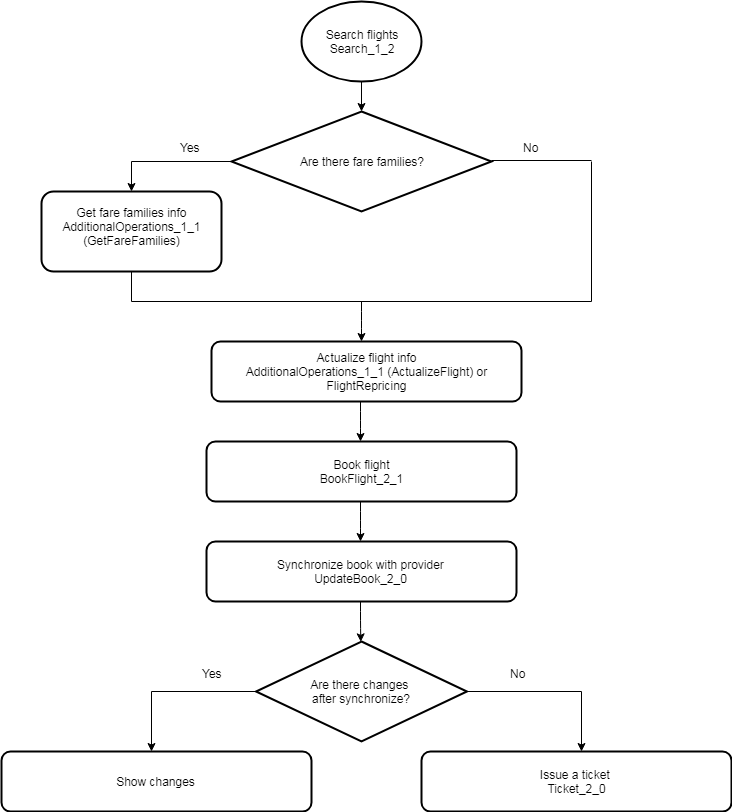 Search flights
Search_1_2
Are there fare families?
Yes
No
Get fare families info
AdditionalOperations_1_1
(GetFareFamilies)
Actualize flight info
AdditionalOperations_1_1 (ActualizeFlight) or
FlightRepricing
Book flight
BookFlight_2_1
Synchronize book with provider
UpdateBook_2_0
Are there changes
after synchronize?
Yes
No
Show changes
Issue a ticket
Ticket_2_0